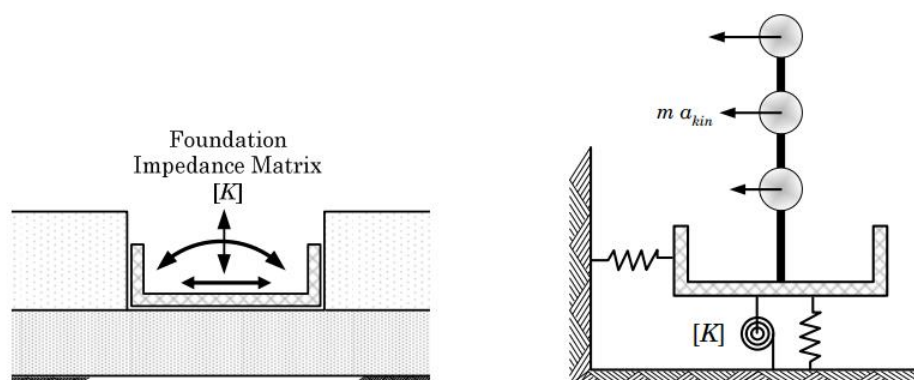 Foundation
Impedance Matrix
[K]
m a_kin
[K]